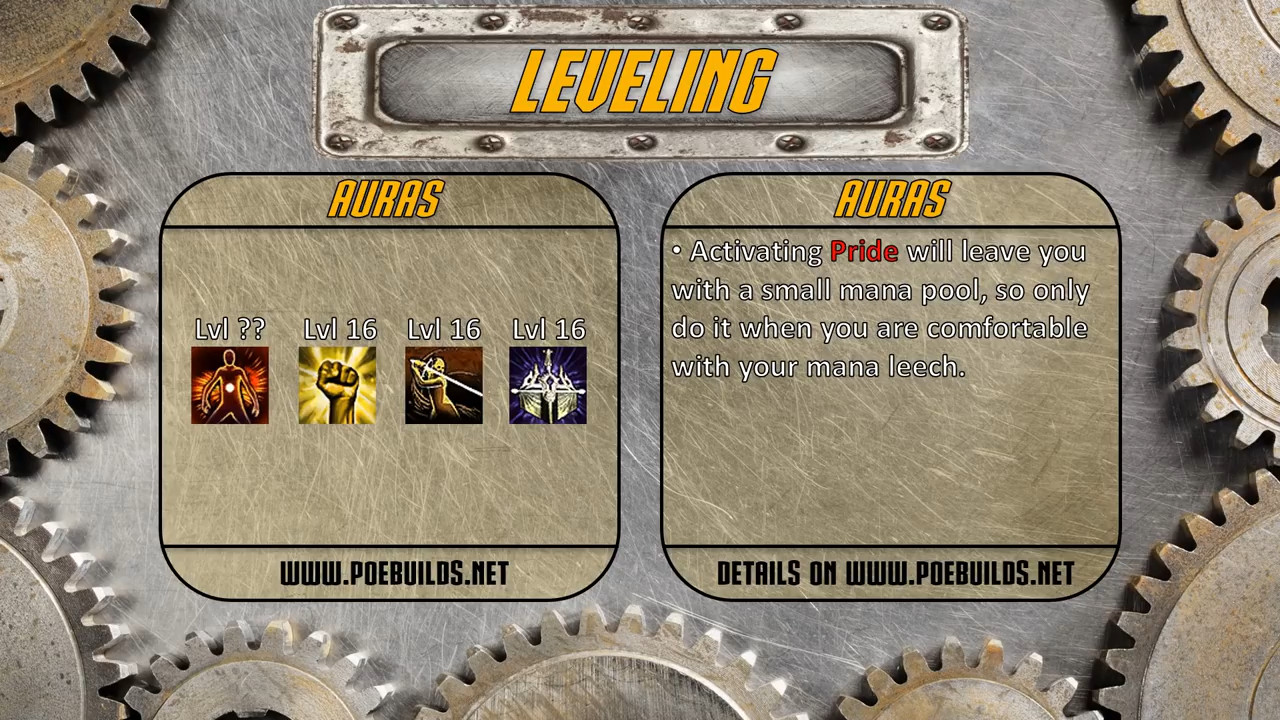 LEVELING
AURAS
Lvl ?? Lvl 16 Lvl 16 Lvl 16
WWW.POEBUILDS.NET
AURAS
• Activating Pride will leave you
with a small mana pool, so only
do it when you are comfortable
with your mana leech.
DETAILS ON WWW.POEBUILDS.NET